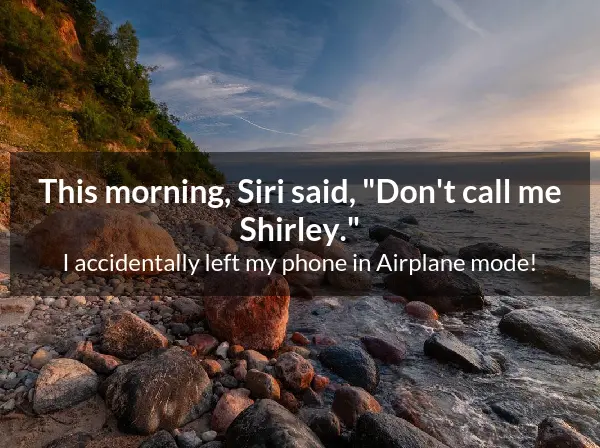 This morning, Siri said, "Don't call me
Shirley."
I accidentally left my phone in Airplane mode!